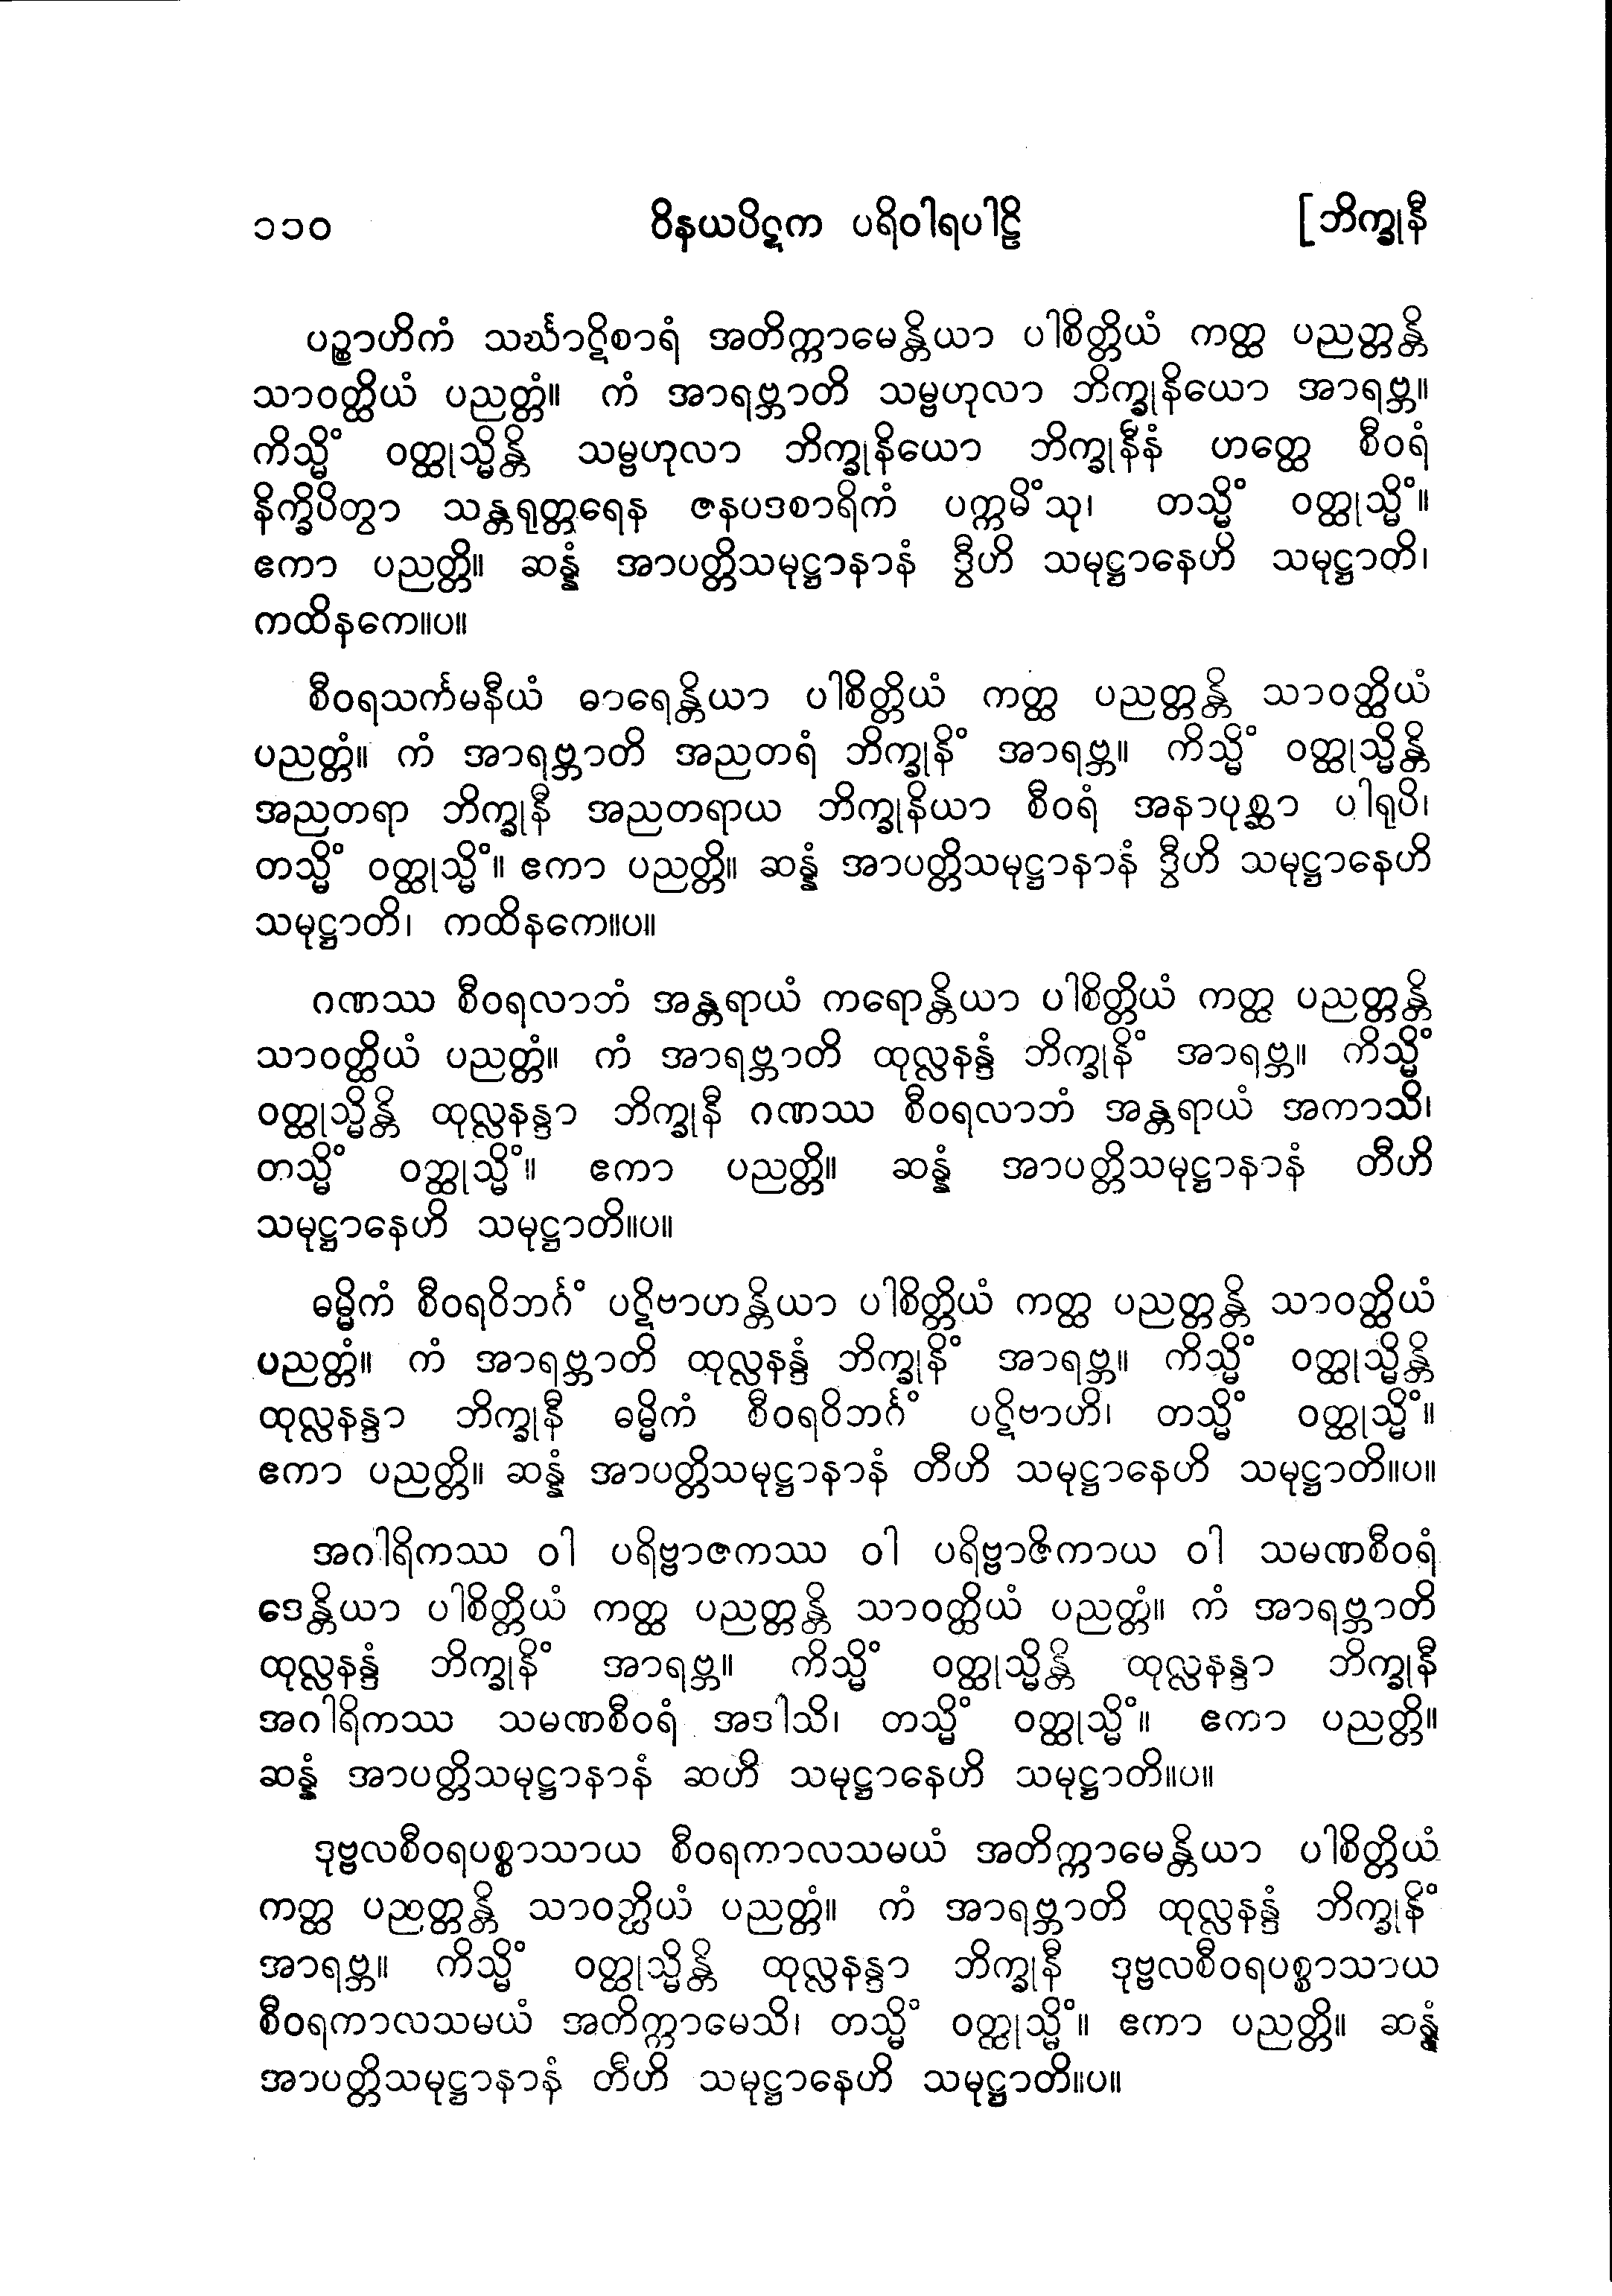 ၁၁၀ ဝိနယပိဋက ပရိဝါရပါဠိ [ဘိက္ခုနီ
ပဉ္စာဟိကံ သင်္ဃာဋိစာရံ အတိက္ကာမေန္တိယာ ပါစိတ္တိယံ ကတ္ထ ပညတ္တန္တိ
သာဝတ္ထိယံ ပညတ္တံ။ ကံ အာရဗ္ဘာတိ သမ္ဗဟုလာ ဘိက္ခုနိယော အာရဗ္ဘ။
ကိသ္မိံ ဝတ္ထုသ္မိန္တိ သမ္ဗဟုလာ ဘိက္ခုနိယော ဘိက္ခုနီနံ ဟတ္ထေ စီဝရံ
နိက္ခိပိတွာ သန္တရုတ္တရေန ဇနပဒစာရိကံ ပက္ကမိံသု၊ တသ္မိံ ဝတ္ထုသ္မိံ။
ဧကာ ပညတ္တိ။ ဆန္နံ အာပတ္တိသမုဋ္ဌာနာနံ ဒွီဟိ သမုဋ္ဌာနေဟိ သမုဋ္ဌာတိ၊
ကထိနကေ။ပ။
စီဝရသင်္ကမနီယံ ဓာရေန္တိယာ ပါစိတ္တိယံ ကတ္ထ ပညတ္တန္တိ သာဝတ္ထိယံ
ပညတ္တံ။ ကံ အာရဗ္ဘာတိ အညတရံ ဘိက္ခုနိံ အာရဗ္ဘ။ ကိသ္မိံ ဝတ္ထုသ္မိန္တိ
အညတရာ ဘိက္ခုနီ အညတရာယ ဘိက္ခုနိယာ စီဝရံ အနာပုစ္ဆာ ပါရုပိ၊
တသ္မိံ ဝတ္ထုသ္မိံ။ ဧကာ ပညတ္တိ။ ဆန္နံ အာပတ္တိသမုဋ္ဌာနာနံ ဒွီဟိ သမုဋ္ဌာနေဟိ
သမုဋ္ဌာတိ၊ ကထိနကေ။ပ။
ဂဏဿ စီဝရလာဘံ အန္တရာယံ ကရောန္တိယာ ပါစိတ္တိယံ ကတ္ထ ပညတ္တန္တိ
သာဝတ္ထိယံ ပညတ္တံ။ ကံ အာရဗ္ဘာတိ ထုလ္လနန္ဒံ ဘိက္ခုနိံ အာရဗ္ဘ။ ကိသ္မိံ
ဝတ္ထုသ္မိန္တိ ထုလ္လနန္ဒာ ဘိက္ခုနီ ဂဏဿ စီဝရလာဘံ အန္တရာယံ အကာသိ၊
တသ္မိံ ဝတ္ထုသ္မိံ။ ဧကာ ပညတ္တိ။ ဆန္နံ အာပတ္တိသမုဋ္ဌာနာနံ တီဟိ
သမုဋ္ဌာနေဟိ သမုဋ္ဌာတိ။ပ။
ဓမ္မိကံ စီဝရဝိဘင်္ဂံ ပဋိဗာဟန္တိယာ ပါစိတ္တိယံ ကတ္ထ ပညတ္တန္တိ သာဝတ္ထိယံ
ပညတ္တံ။ ကံ အာရဗ္ဘာတိ ထုလ္လနန္ဒံ ဘိက္ခုနိံ အာရဗ္ဘ။ ကိသ္မိံ ဝတ္ထုသ္မိန္တိ
ထုလ္လနန္ဒာ ဘိက္ခုနီ ဓမ္မိကံ စီဝရဝိဘင်္ဂံ ပဋိဗာဟိ၊ တသ္မိံ ဝတ္ထုသ္မိံ။
ဧကာ ပညတ္တိ။ ဆန္နံ အာပတ္တိသမုဋ္ဌာနာနံ တီဟိ သမုဋ္ဌာနေဟိ သမုဋ္ဌာတိ။ပ။
အဂါရိကဿ ဝါ ပရိဗ္ဗာဇကဿ ဝါ ပရိဗ္ဗာဇိကာယ ဝါ သမဏစီဝရံ
ဒေန္တိယာ ပါစိတ္တိယံ ကတ္ထ ပညတ္တန္တိ သာဝတ္ထိယံ ပညတ္တံ။ ကံ အာရဗ္ဘာတိ
ထုလ္လနန္ဒံ ဘိက္ခုနိံ အာရဗ္ဘ။ ကိသ္မိံ ဝတ္ထုသ္မိန္တိ ထုလ္လနန္ဒာ ဘိက္ခုနီ
အဂါရိကဿ သမဏစီဝရံ အဒါသိ၊ တသ္မိံ ဝတ္ထုသ္မိံ။ ဧကာ ပညတ္တိ။
ဆန္နံ အာပတ္တိသမုဋ္ဌာနာနံ ဆဟိ သမုဋ္ဌာနေဟိ သမုဋ္ဌာတိ။ပ။
ဒုဗ္ဗလစီဝရပစ္စာသာယ စီဝရကာလသမယံ အတိက္ကာမေန္တိယာ ပါစိတ္တိယံ
ကတ္ထ ပညတ္တန္တိ သာဝတ္ထိယံ ပညတ္တံ။ ကံ အာရဗ္ဘာတိ ထုလ္လနန္ဒံ ဘိက္ခုနိံ
အာရဗ္ဘ။ ကိသ္မိံ ဝတ္ထုသ္မိန္တိ ထုလ္လနန္ဒာ ဘိက္ခုနီ ဒုဗ္ဗလစီဝရပစ္စာသာယ
စီဝရကာလသမယံ အတိက္ကာမေသိ၊ တသ္မိံ ဝတ္ထုသ္မိံ။ ဧကာ ပညတ္တိ။ ဆန္နံ
အာပတ္တိသမုဋ္ဌာနာနံ တီဟိ သမုဋ္ဌာနေဟိ သမုဋ္ဌာတိ။ပ။